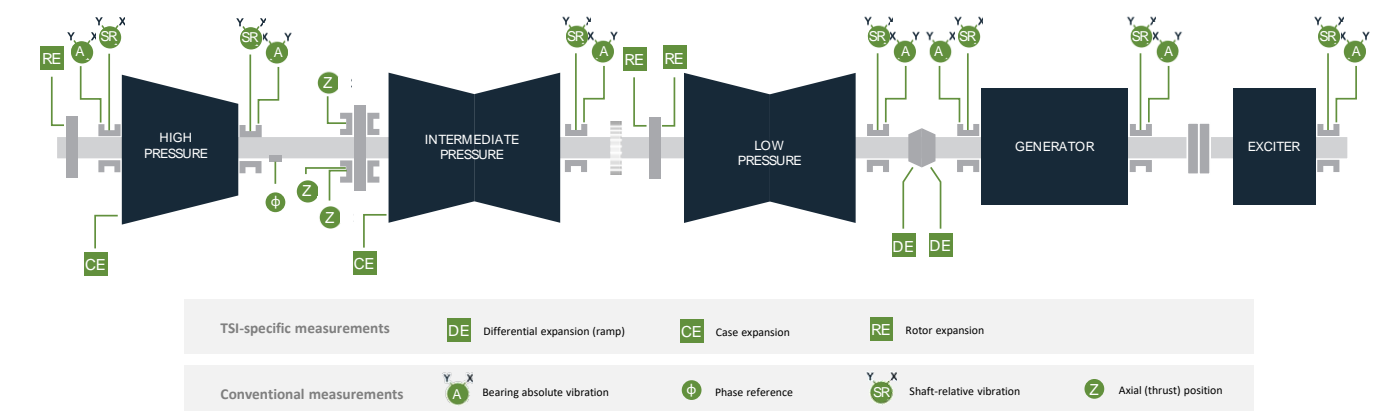 Y X Y X Y X Y X Y X Y X Y X Y X Y X Y X Y X Y X
RE A SR SR A SR A RE RE SR A A SR SR A SR A
Z :
HIGH PRESSURE
INTERMEDIATE PRESSURE
LOW PRESSURE
GENERATOR
EXCITER
Z
Φ Z
CE CE DE DE
TSI-specific measurements DE Differential expansion (ramp) CE Case expansion RE Rotor expansion
Y X Y X
Conventional measurements A Bearing absolute vibration ϕ Phase reference SR Shaft-relative vibration Z Axial (thrust) position